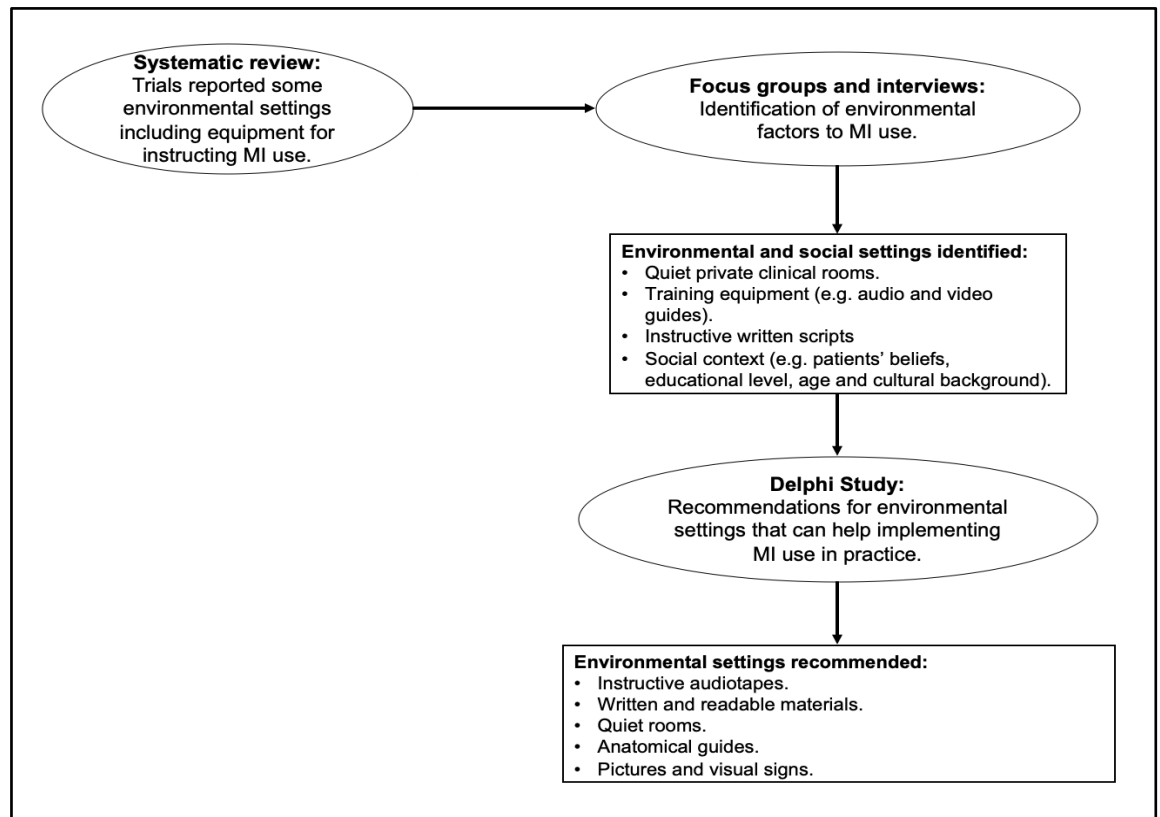 Systematic review:
Trials reported some
environmental settings
including equipment for
instructing MI use.
Focus groups and interviews:
Identification of environmental
factors to MI use.
Environmental and social settings identified:
• Quiet private clinical rooms.
• Training equipment (e.g. audio and video
guides).
• Instructive written scripts
• Social context (e.g. patients’ beliefs,
educational level, age and cultural background).
Delphi Study:
Recommendations for environmental
settings that can help implementing
MI use in practice.
Environmental settings recommended:
• Instructive audiotapes.
• Written and readable materials.
• Quiet rooms.
• Anatomical guides.
• Pictures and visual signs.